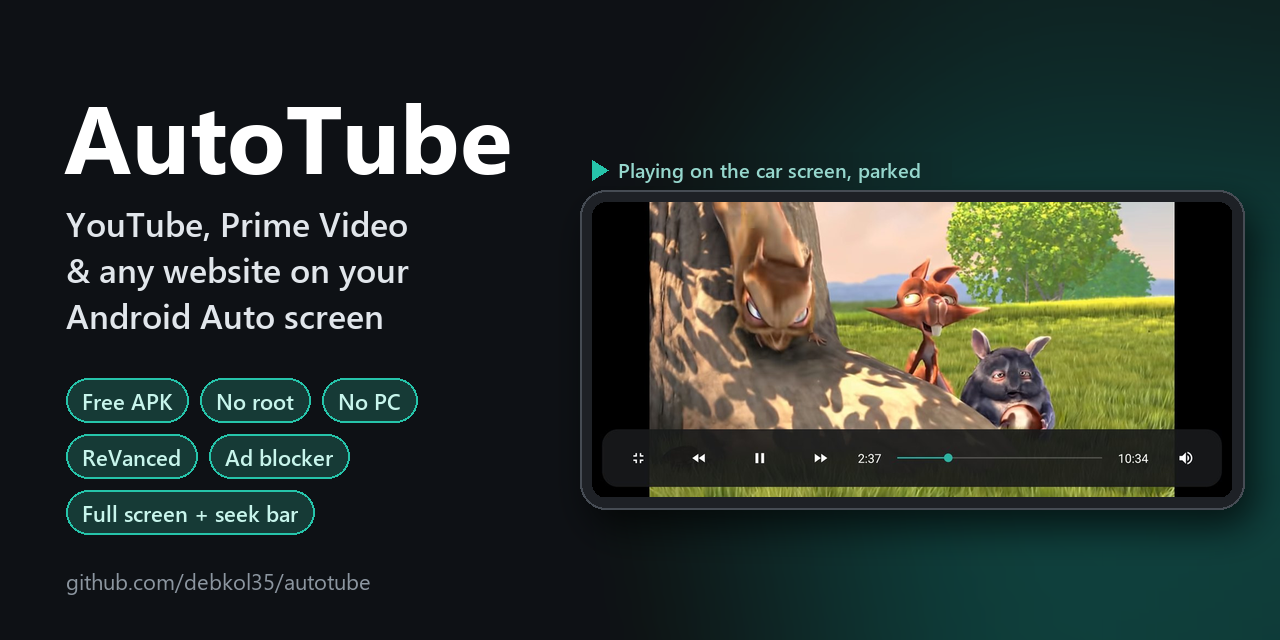 AutoTube
YouTube, Prime Video
& any website on your
Android Auto screen
Free APK
No root
No PC
ReVanced
Ad blocker
Full screen + seek bar
github.com/debkol35/autotube
Playing on the car screen, parked
2:37
10:34